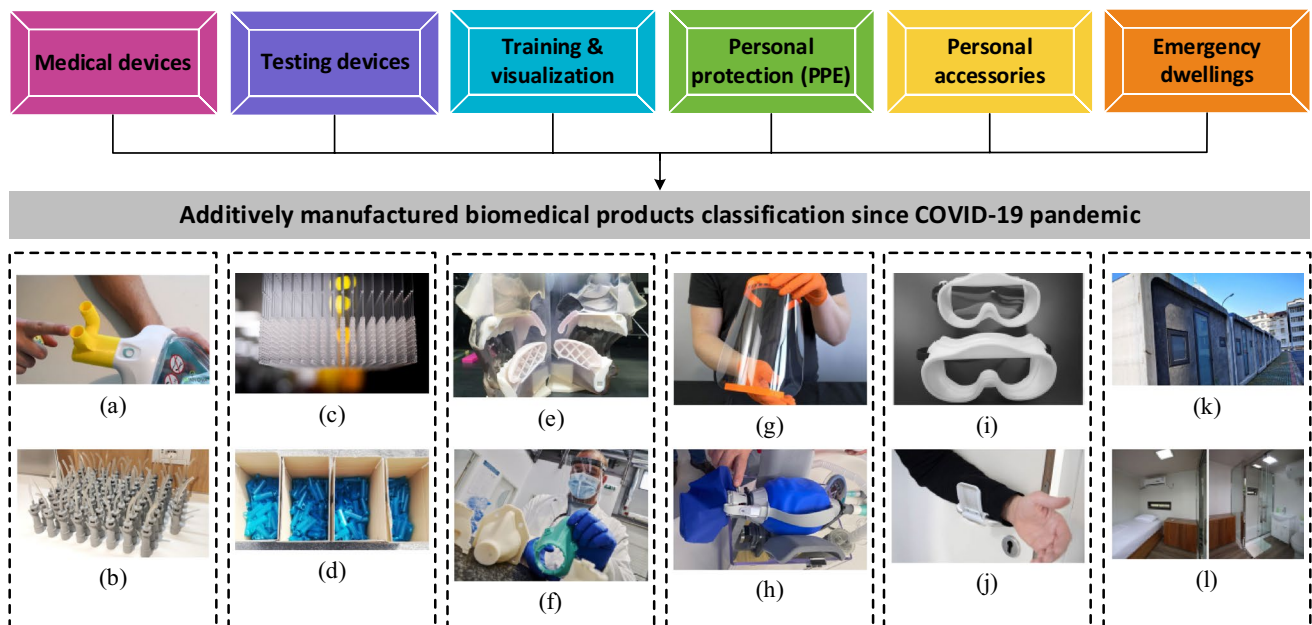 Medical devices
Testing devices
Training &
visualization
Personal
protection (PPE)
Personal
accessories
Emergency
dwellings
Additively manufactured biomedical products classification since COVID-19 pandemic
(a)
(c)
(e)
(g)
(i)
(k)
(b)
(d)
(f)
(h)
(j)
(l)